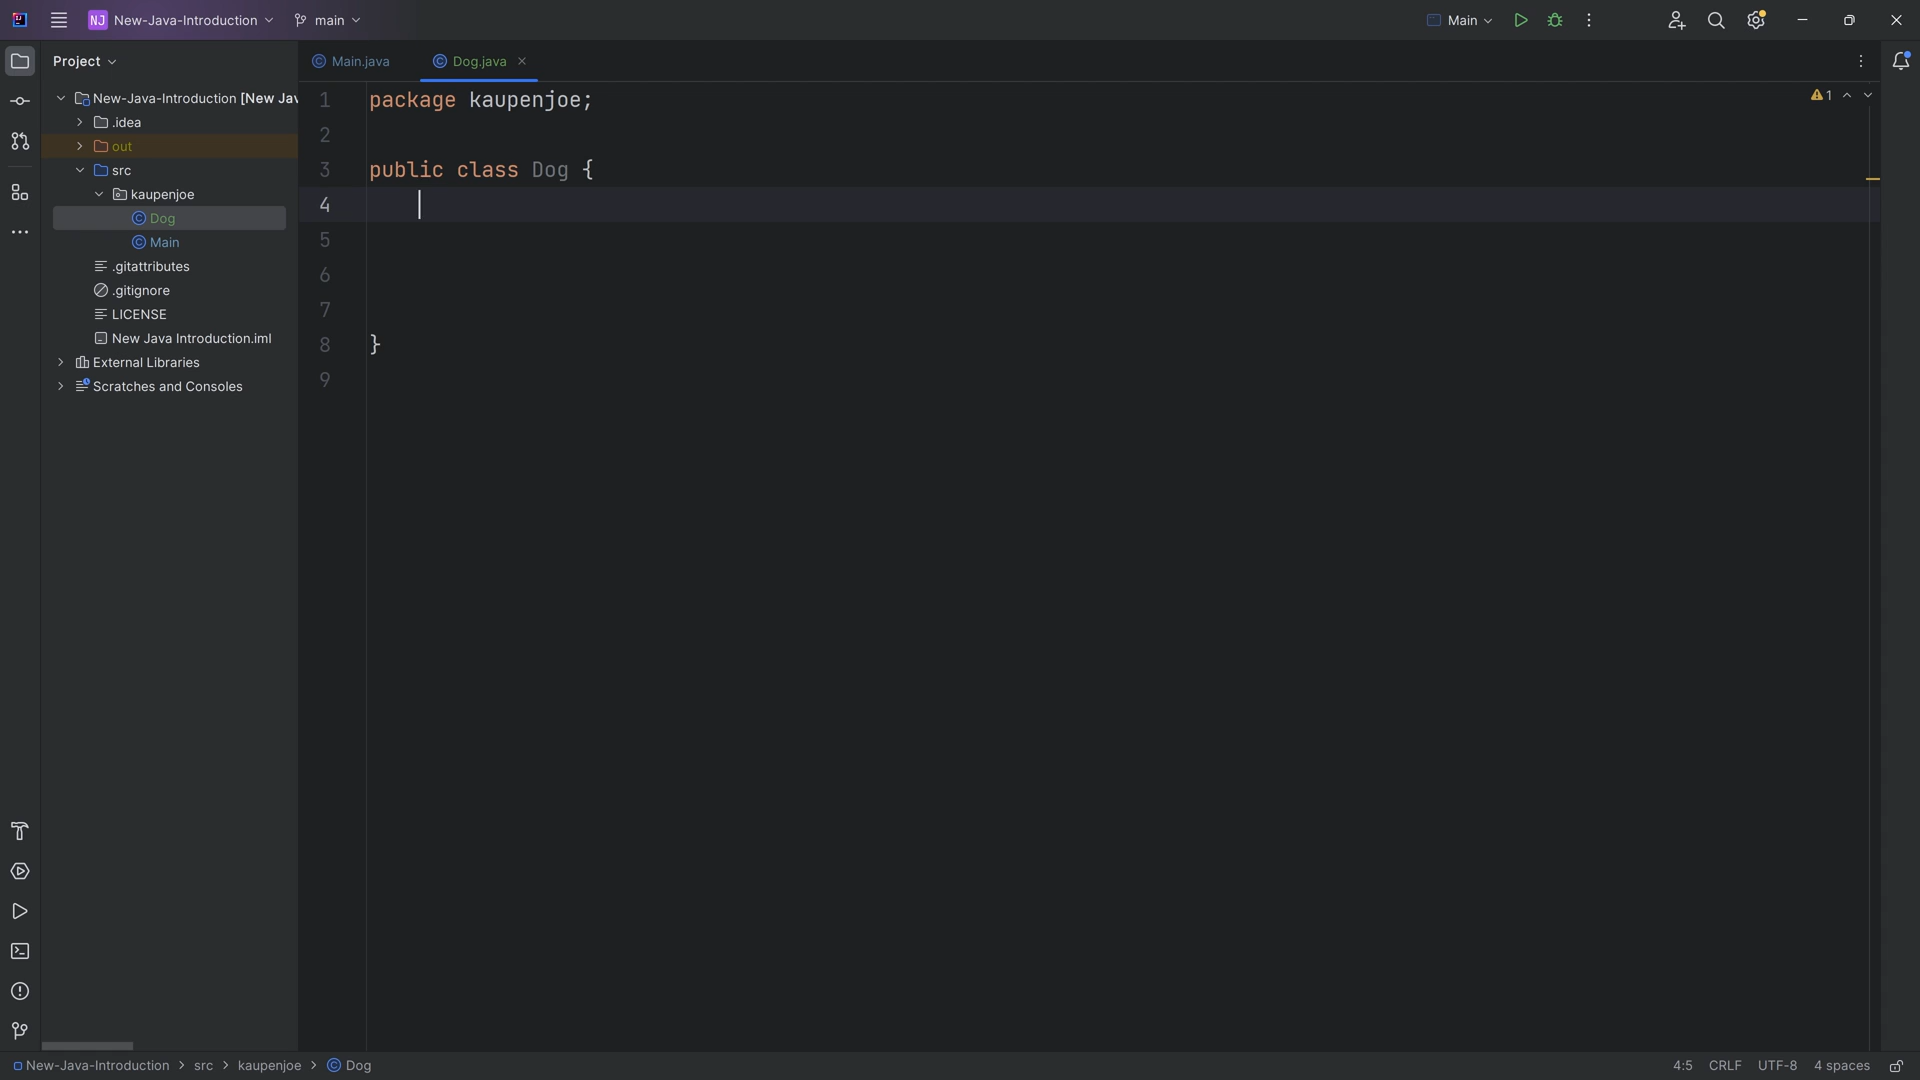 NJ New-Java-Introduction main Main
Project
Main.java Dog.java
New-Java-Introduction [New Jav
.idea
out
src
kaupenjoe
Dog
Main
.gitattributes
.gitignore
LICENSE
New Java Introduction.iml
External Libraries
Scratches and Consoles
1 package kaupenjoe;
2
3 public class Dog {
4
5
6
7
8 }
9
1
New-Java-Introduction > src > kaupenjoe > Dog 4:5 CRLF UTF-8 4 spaces